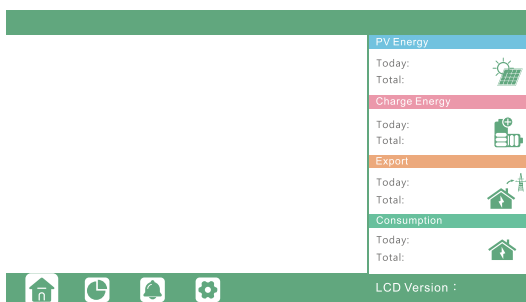 PV Energy
Today:
Total:
Charge Energy
Today:
Total:
Export
Today:
Total:
Consumption
Today:
Total:
LCD Version：